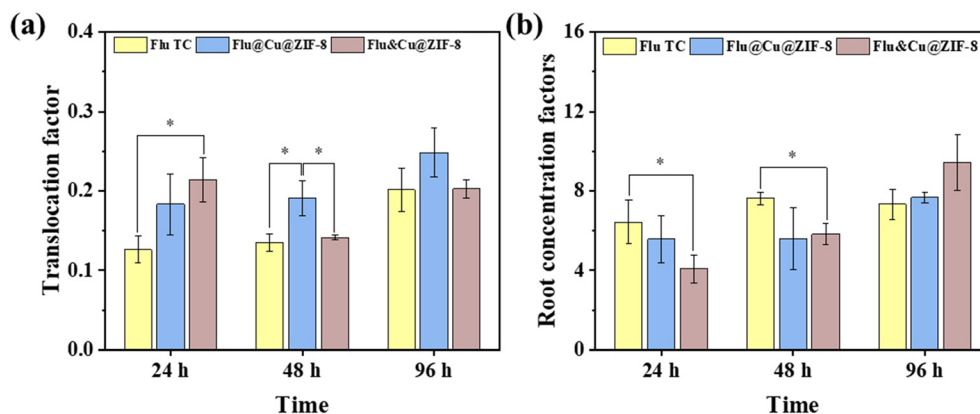 (a)
Translocation factor
0.4
0.3
0.2
0.1
0.0
Flu TC Flu@Cu@ZIF-8 Flu&Cu@ZIF-8
*
* *
24 h 48 h 96 h
Time
(b)
Root concentration factors
16
12
8
4
0
Flu TC Flu@Cu@ZIF-8 Flu&Cu@ZIF-8
*
*
24 h 48 h 96 h
Time